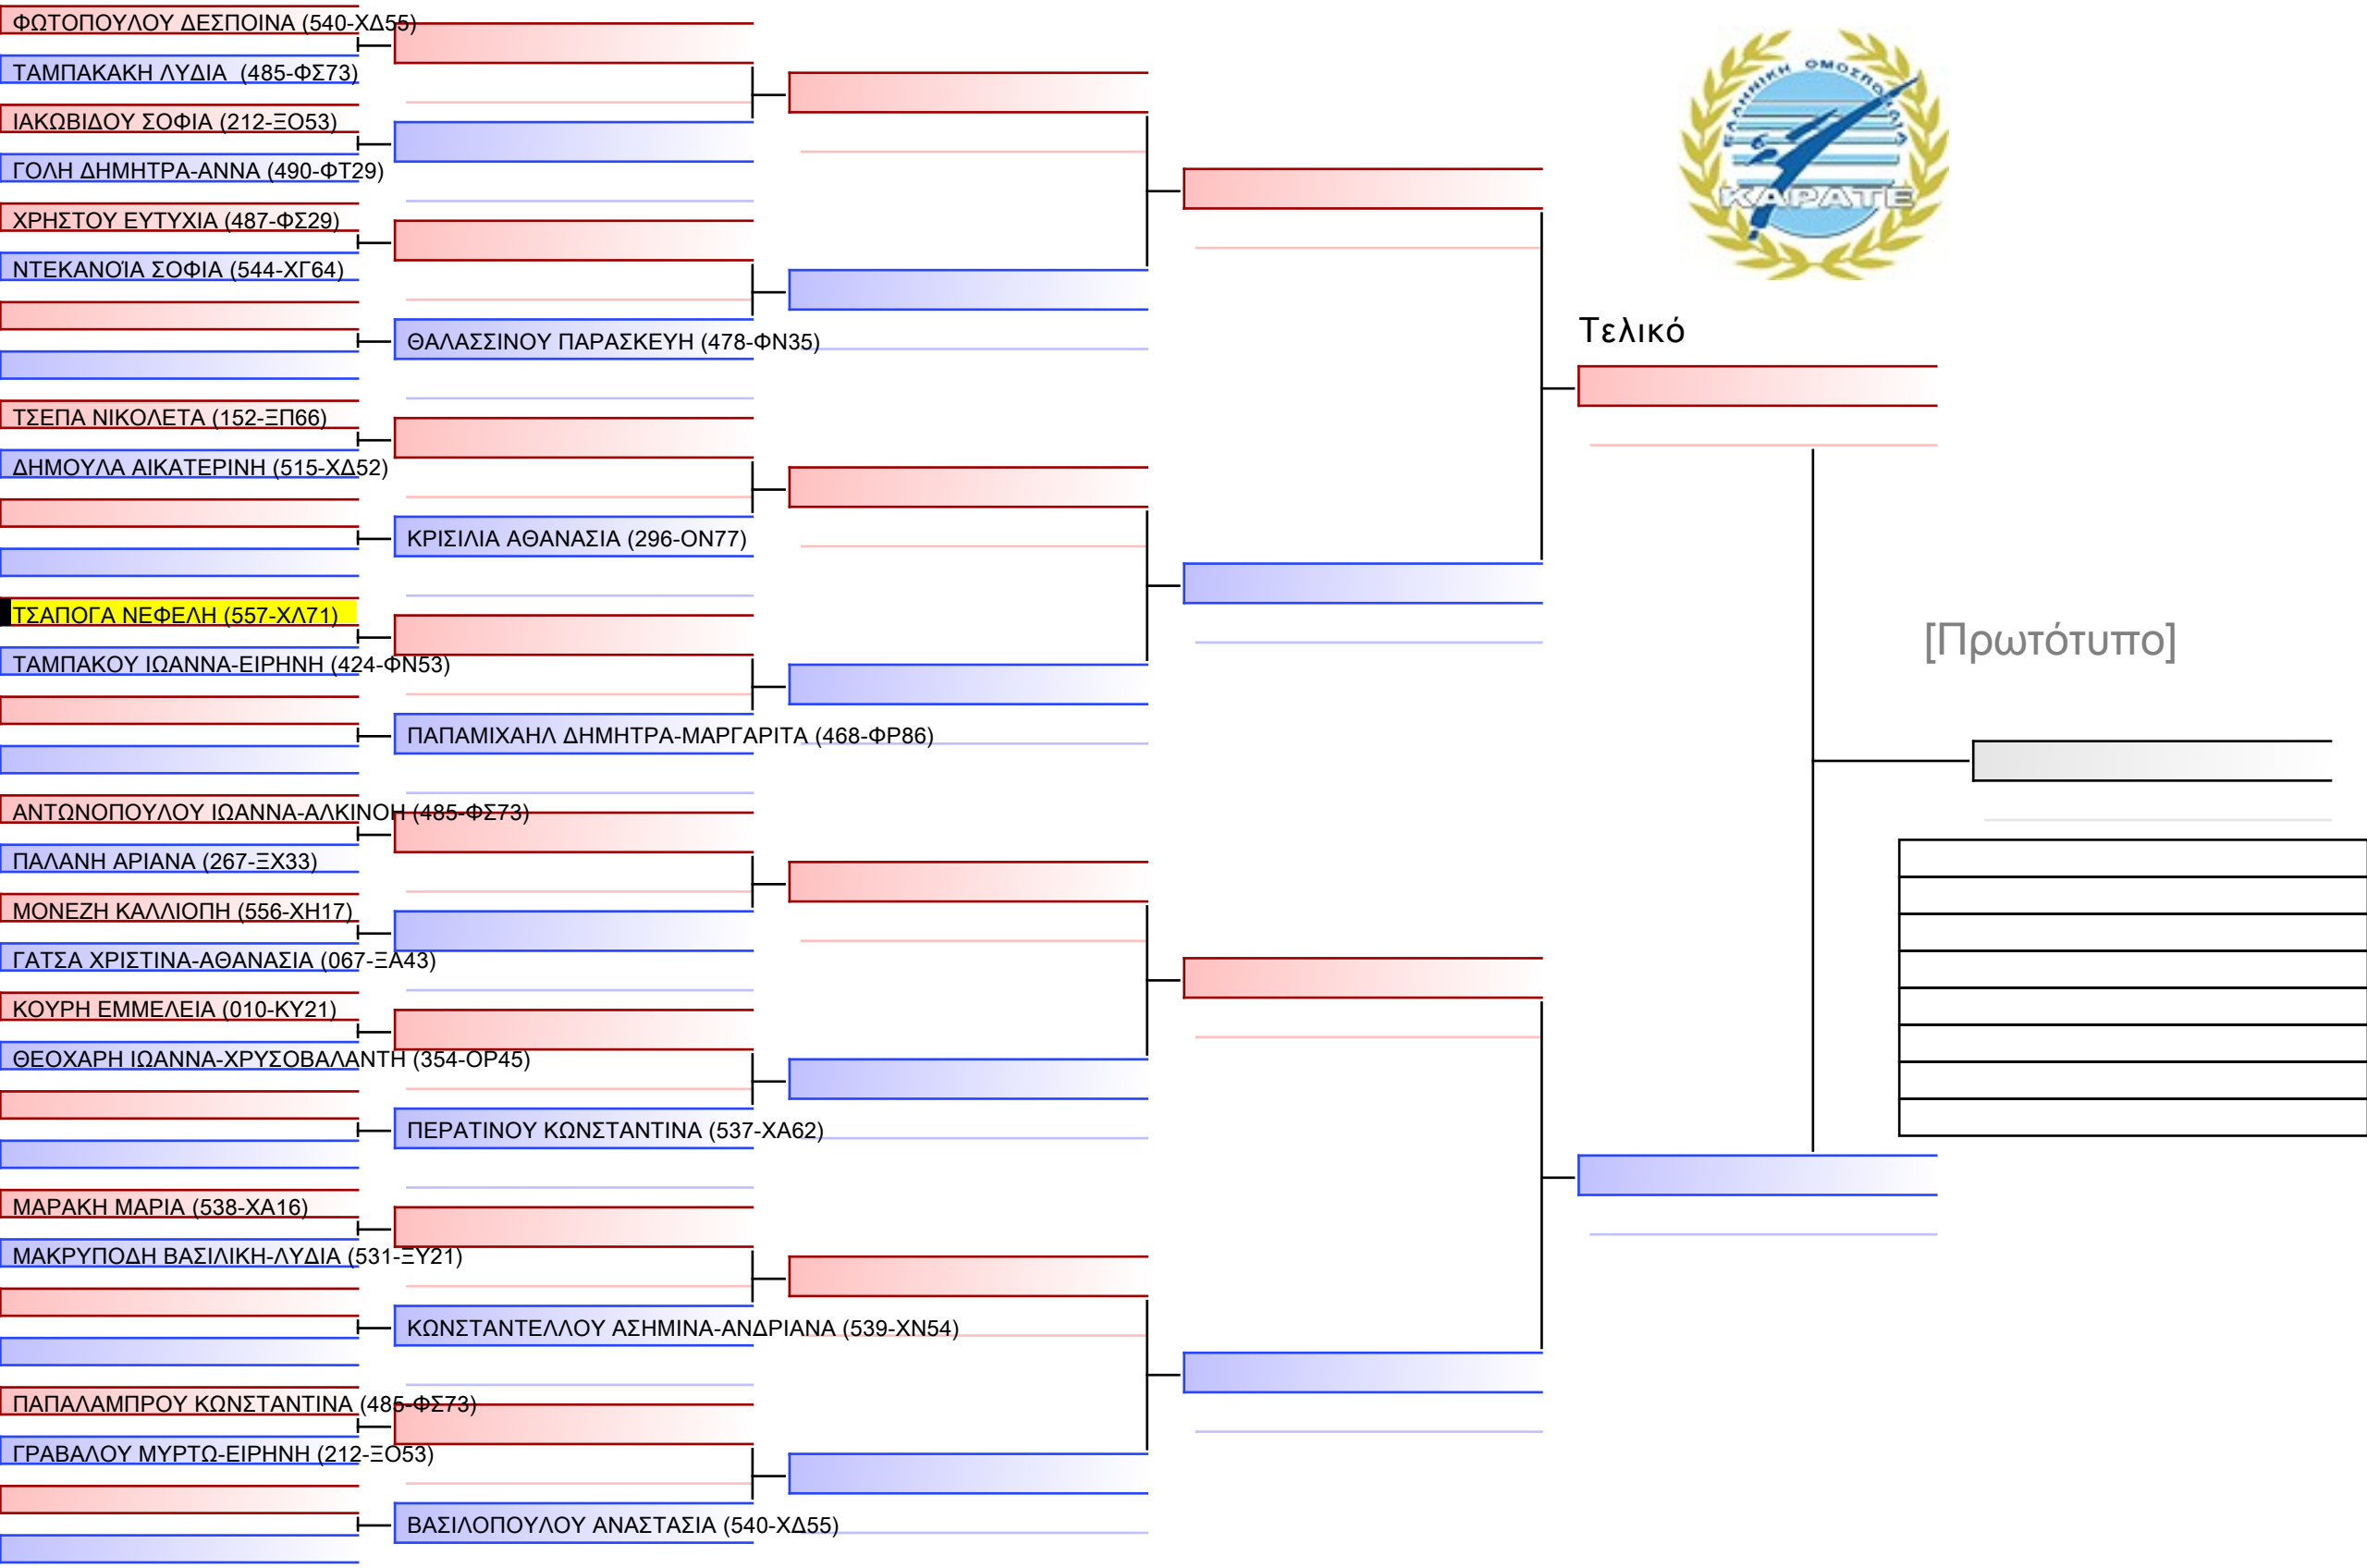 ΦΩΤΟΠΟΥΛΟΥ ΔΕΣΠΟΙΝΑ (540-ΧΔ55)
ΤΑΜΠΑΚΑΚΗ ΛΥΔΙΑ  (485-ΦΣ73)
ΙΑΚΩΒΙΔΟΥ ΣΟΦΙΑ (212-ΞΟ53)
ΓΟΛΗ ΔΗΜΗΤΡΑ-ΑΝΝΑ (490-ΦΤ29)
ΧΡΗΣΤΟΥ ΕΥΤΥΧΙΑ (487-ΦΣ29)
ΝΤΕΚΑΝΟΪΑ ΣΟΦΙΑ (544-ΧΓ64)
ΘΑΛΑΣΣΙΝΟΥ ΠΑΡΑΣΚΕΥΗ (478-ΦΝ35)
ΤΣΕΠΑ ΝΙΚΟΛΕΤΑ (152-ΞΠ66)
ΔΗΜΟΥΛΑ ΑΙΚΑΤΕΡΙΝΗ (515-ΧΔ52)
ΚΡΙΣΙΛΙΑ ΑΘΑΝΑΣΙΑ (296-ΟΝ77)
ΤΣΑΠΟΓΑ ΝΕΦΕΛΗ (557-ΧΛ71)
ΤΑΜΠΑΚΟΥ ΙΩΑΝΝΑ-ΕΙΡΗΝΗ (424-ΦΝ53)
ΠΑΠΑΜΙΧΑΗΛ ΔΗΜΗΤΡΑ-ΜΑΡΓΑΡΙΤΑ (468-ΦΡ86)
ΑΝΤΩΝΟΠΟΥΛΟΥ ΙΩΑΝΝΑ-ΑΛΚΙΝΟΗ (485-ΦΣ73)
ΠΑΛΑΝΗ ΑΡΙΑΝΑ (267-ΞΧ33)
ΜΟΝΕΖΗ ΚΑΛΛΙΟΠΗ (556-ΧΗ17)
ΓΑΤΣΑ ΧΡΙΣΤΙΝΑ-ΑΘΑΝΑΣΙΑ (067-ΞΑ43)
ΚΟΥΡΗ ΕΜΜΕΛΕΙΑ (010-ΚΥ21)
ΘΕΟΧΑΡΗ ΙΩΑΝΝΑ-ΧΡΥΣΟΒΑΛΑΝΤΗ (354-ΟΡ45)
ΠΕΡΑΤΙΝΟΥ ΚΩΝΣΤΑΝΤΙΝΑ (537-ΧΑ62)
ΜΑΡΑΚΗ ΜΑΡΙΑ (538-ΧΑ16)
ΜΑΚΡΥΠΟΔΗ ΒΑΣΙΛΙΚΗ-ΛΥΔΙΑ (531-ΞΥ21)
ΚΩΝΣΤΑΝΤΕΛΛΟΥ ΑΣΗΜΙΝΑ-ΑΝΔΡΙΑΝΑ (539-ΧΝ54)
ΠΑΠΑΛΑΜΠΡΟΥ ΚΩΝΣΤΑΝΤΙΝΑ (485-ΦΣ73)
ΓΡΑΒΑΛΟΥ ΜΥΡΤΩ-ΕΙΡΗΝΗ (212-ΞΟ53)
ΒΑΣΙΛΟΠΟΥΛΟΥ ΑΝΑΣΤΑΣΙΑ (540-ΧΔ55)
ΕΛΛΗΝΙΚΗ ΟΜΟΣΠΟΝΔΙΑ
ΚΑΡΑΤΕ
Τελικό
[Πρωτότυπο]